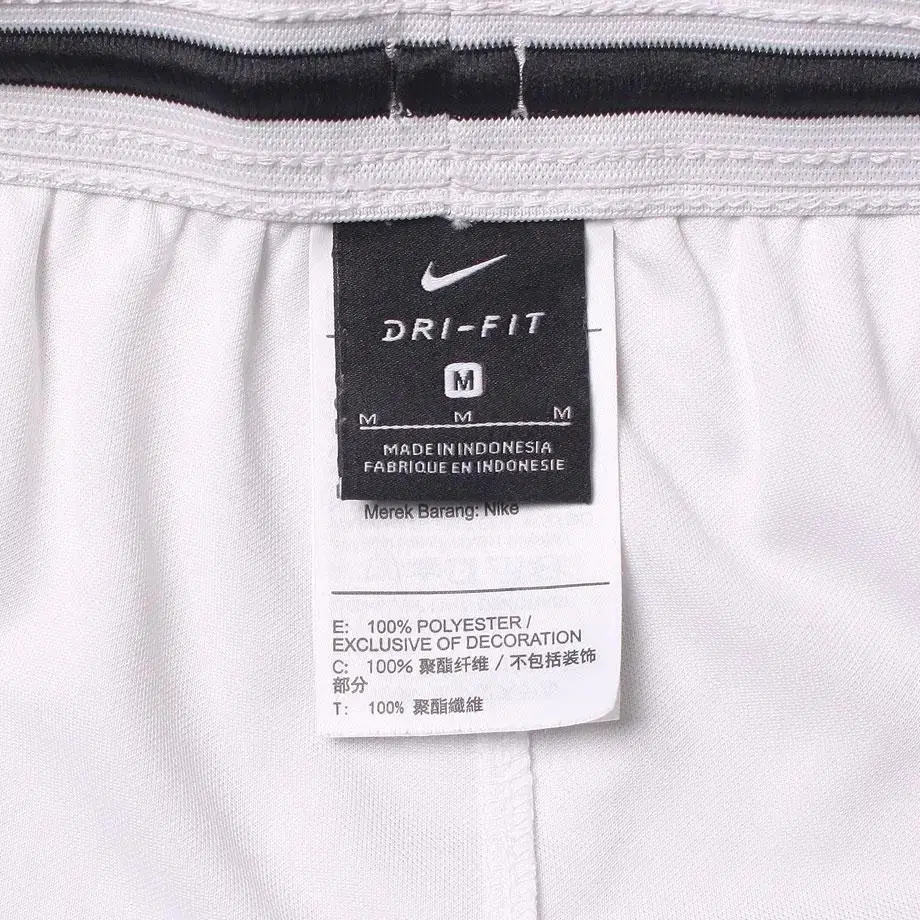 DRI-FIT
M
M M M
MADE IN INDONESIA
FABRIQUE EN INDONESIE
Merek Barang: Nike
E: 100% POLYESTER /
EXCLUSIVE OF DECORATION
C: 100% 聚酯纤维 / 不包括装饰
部分
T: 100% 聚酯纖維